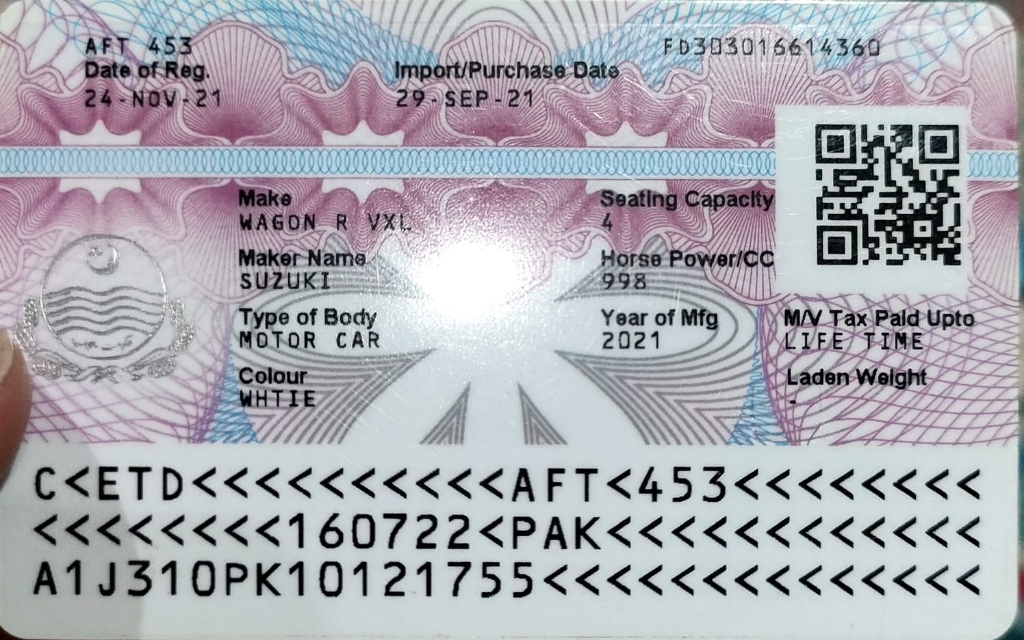 AFT 453
FD303016614360
Date of Reg.
Import/Purchase Date
24-NOV-21
29-SEP-21
Make
Seating Capacity
WAGON R VXL
4
Maker Name
Horse Power/CC
SUZUKI
998
Type of Body
Year of Mfg
M/V Tax Paid Upto
MOTOR CAR
2021
LIFE TIME
Colour
Laden Weight
WHTIE
-
C<ETD<<<<<<<<<<AFT<453<<<<<<<<
<<<<<<<<160722<PAK<<<<<<<<<<<<
A1J310PK10121755<<<<<<<<<<<<<<